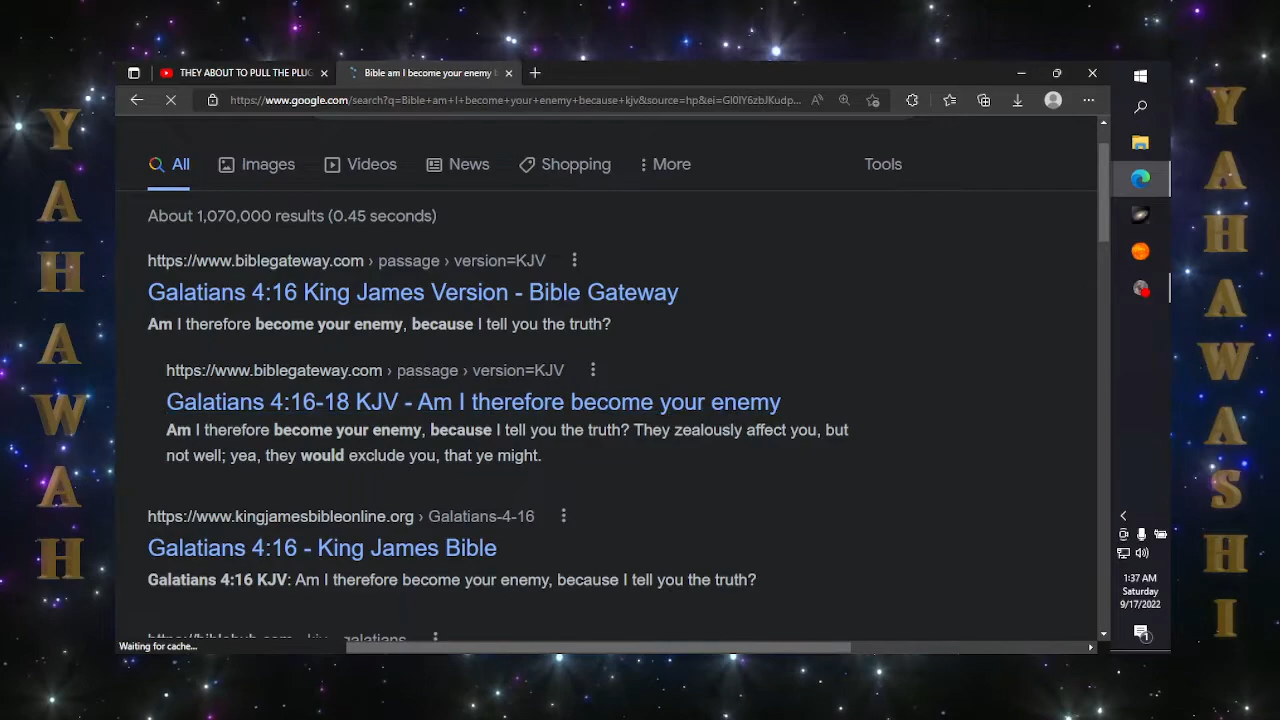 YAHAWAH
YAHAWASHI
THEY ABOUT TO PULL THE PLUG
Bible am I become your enemy b
https://www.google.com/search?q=Bible+am+I+become+your+enemy+because+kjv&source=hp&ei=GI0lY6zbJKudp...
All
Images
Videos
News
Shopping
More
Tools
About 1,070,000 results (0.45 seconds)
https://www.biblegateway.com › passage › version=KJV
Galatians 4:16 King James Version - Bible Gateway
Am I therefore become your enemy, because I tell you the truth?
https://www.biblegateway.com › passage › version=KJV
Galatians 4:16-18 KJV - Am I therefore become your enemy
Am I therefore become your enemy, because I tell you the truth? They zealously affect you, but
not well; yea, they would exclude you, that ye might.
https://www.kingjamesbibleonline.org › Galatians-4-16
Galatians 4:16 - King James Bible
Galatians 4:16 KJV: Am I therefore become your enemy, because I tell you the truth?
https://biblehub.com › kjv › galatians
Waiting for cache...
1:37 AM
Saturday
9/17/2022
1